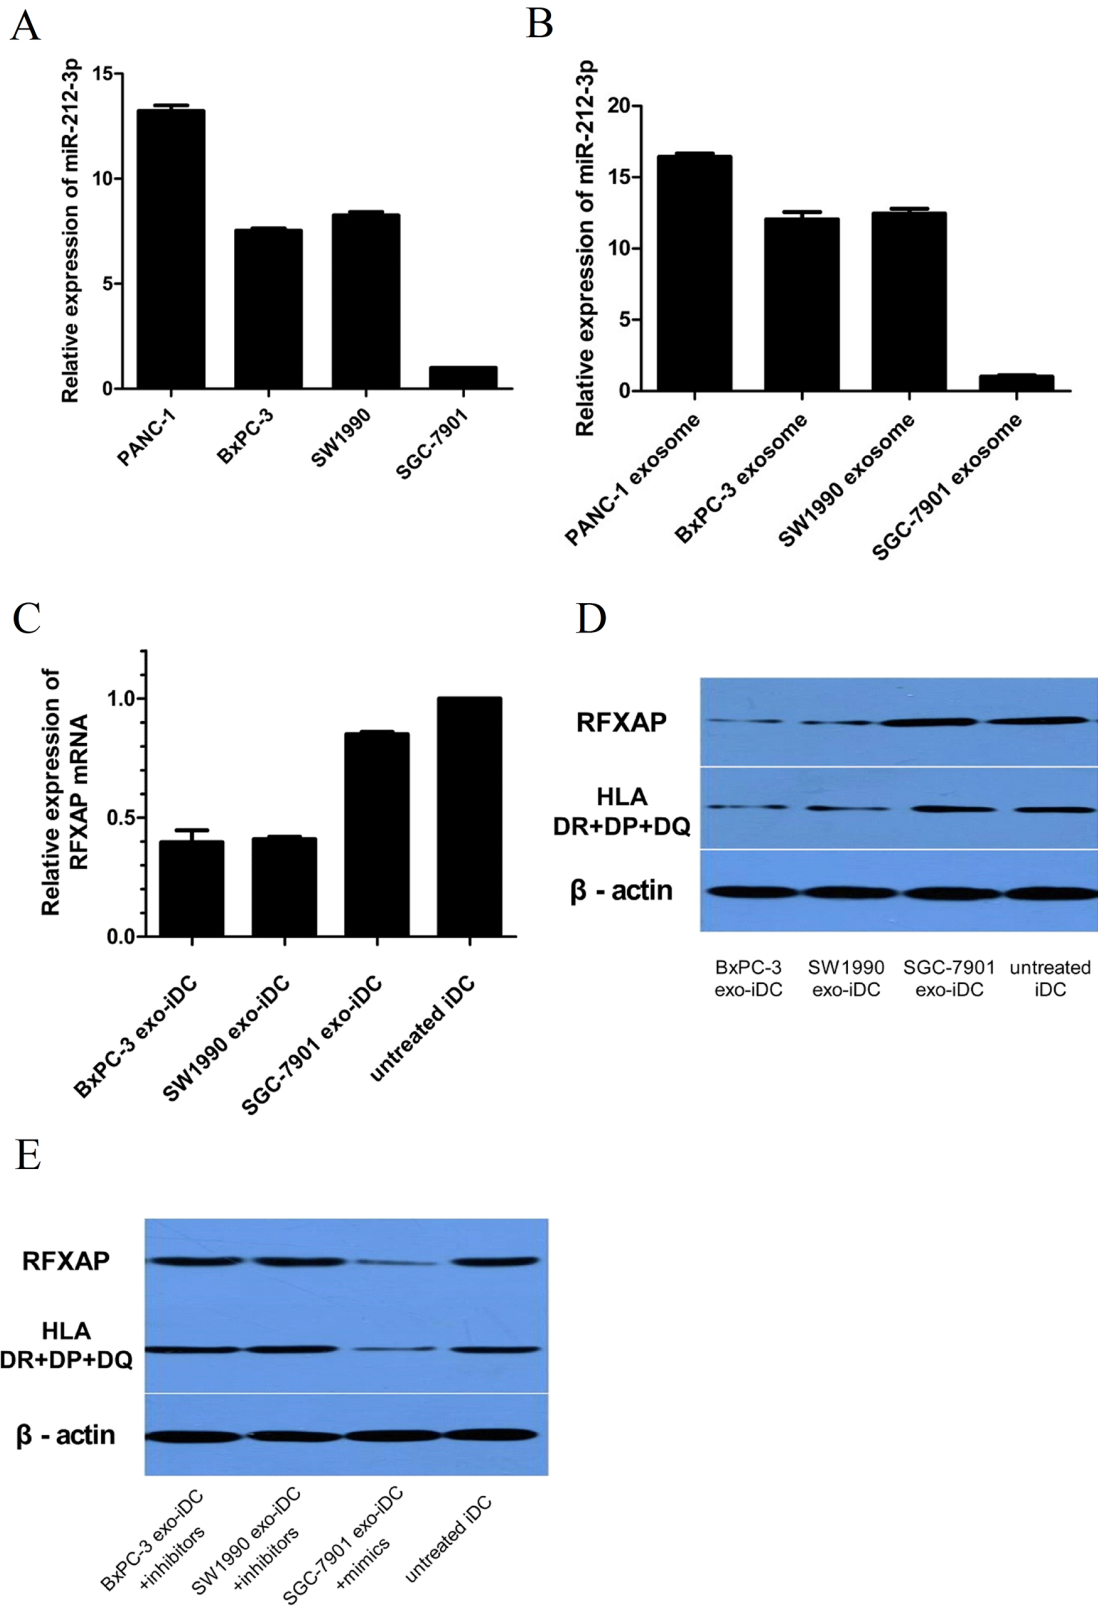 A
Relative expression of miR-212-3p
15
10
5
0
PANC-1
BxPC-3
SW1990
SGC-7901
B
Relative expression of miR-212-3p
20
15
10
5
0
PANC-1 exosome
BxPC-3 exosome
SW1990 exosome
SGC-7901 exosome
C
Relative expression of
RFXAP mRNA
1.0
0.5
0.0
BxPC-3 exo-iDC
SW1990 exo-iDC
SGC-7901 exo-iDC
untreated iDC
D
RFXAP
HLA
DR+DP+DQ
β - actin
BxPC-3
exo-iDC
SW1990
exo-iDC
SGC-7901
exo-iDC
untreated
iDC
E
RFXAP
HLA
DR+DP+DQ
β - actin
BxPC-3 exo-iDC
+inhibitors
SW1990 exo-iDC
+inhibitors
SGC-7901 exo-iDC
+mimics
untreated iDC